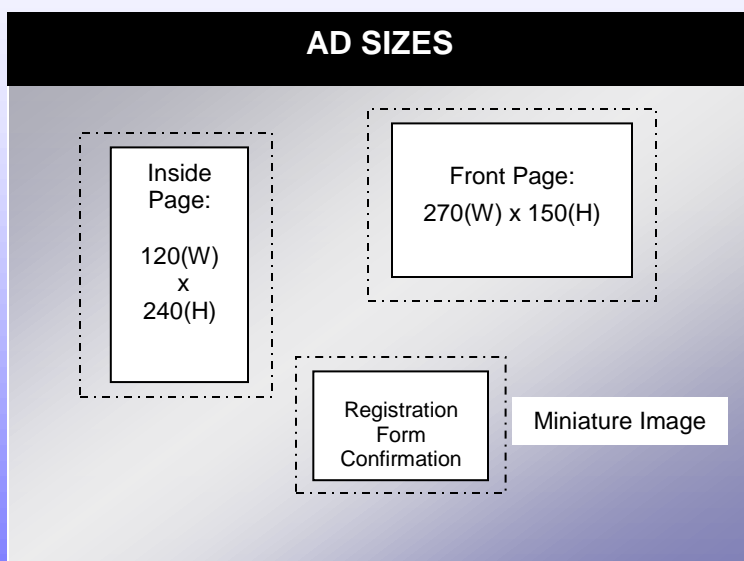 AD SIZES
Inside
Page:
120(W)
x
240(H)
Front Page:
270(W) x 150(H)
Registration
Form
Confirmation
Miniature Image